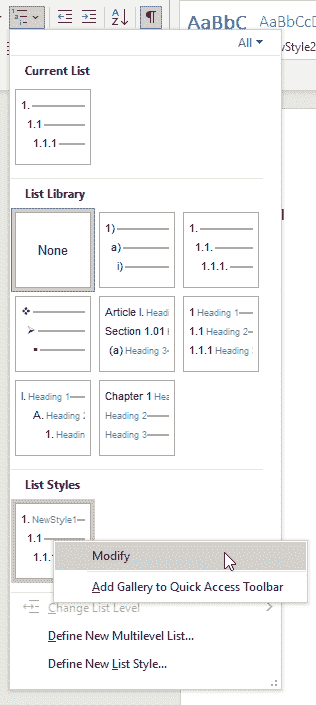 AaBbC AaBbCcD
wStyle2
All
Current List
1.
1.1
1.1.1
List Library
None
1)
a)
i)
1.
1.1.
1.1.1.
Article I. Headi
Section 1.01
(a) Heading 3
1 Heading 1
1.1 Heading 2
1.1.1 Heading
I. Heading 1
A. Heading 2
1. Headin
Chapter 1 Hea
Heading 2
Heading 3
List Styles
1. NewStyle1
1.1
1.1.
Modify
Add Gallery to Quick Access Toolbar
Change List Level
Define New Multilevel List...
Define New List Style...